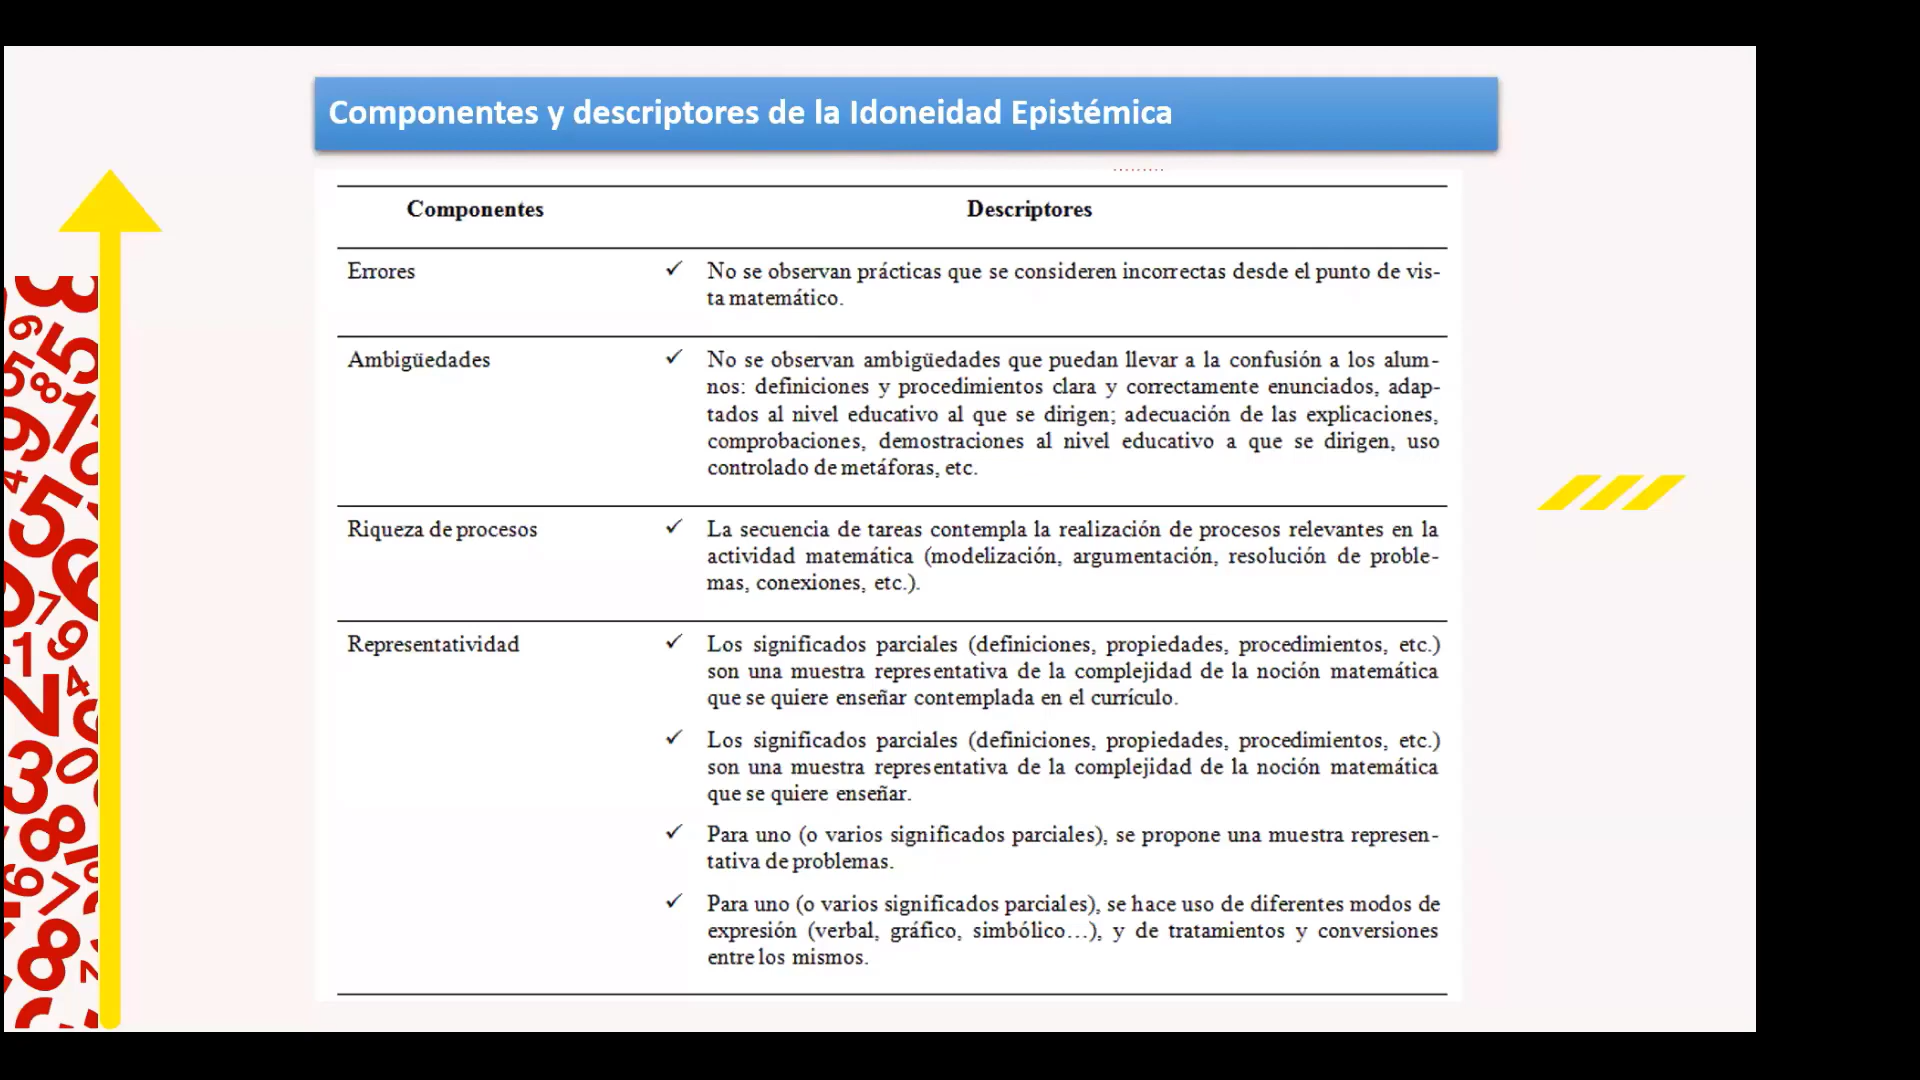 Componentes y descriptores de la Idoneidad Epistémica
Componentes Descriptores
Errores ✓ No se observan prácticas que se consideren incorrectas desde el punto de vis-
ta matemático.
Ambigüedades ✓ No se observan ambigüedades que puedan llevar a la confusión a los alum-
nos: definiciones y procedimientos clara y correctamente enunciados, adap-
tados al nivel educativo al que se dirigen; adecuación de las explicaciones,
comprobaciones, demostraciones al nivel educativo a que se dirigen, uso
controlado de metáforas, etc.
Riqueza de procesos ✓ La secuencia de tareas contempla la realización de procesos relevantes en la
actividad matemática (modelización, argumentación, resolución de proble-
mas, conexiones, etc.).
Representatividad ✓ Los significados parciales (definiciones, propiedades, procedimientos, etc.)
son una muestra representativa de la complejidad de la noción matemática
que se quiere enseñar contemplada en el currículo.
✓ Los significados parciales (definiciones, propiedades, procedimientos, etc.)
son una muestra representativa de la complejidad de la noción matemática
que se quiere enseñar.
✓ Para uno (o varios significados parciales), se propone una muestra represen-
tativa de problemas.
✓ Para uno (o varios significados parciales), se hace uso de diferentes modos de
expresión (verbal, gráfico, simbólico…), y de tratamientos y conversiones
entre los mismos.